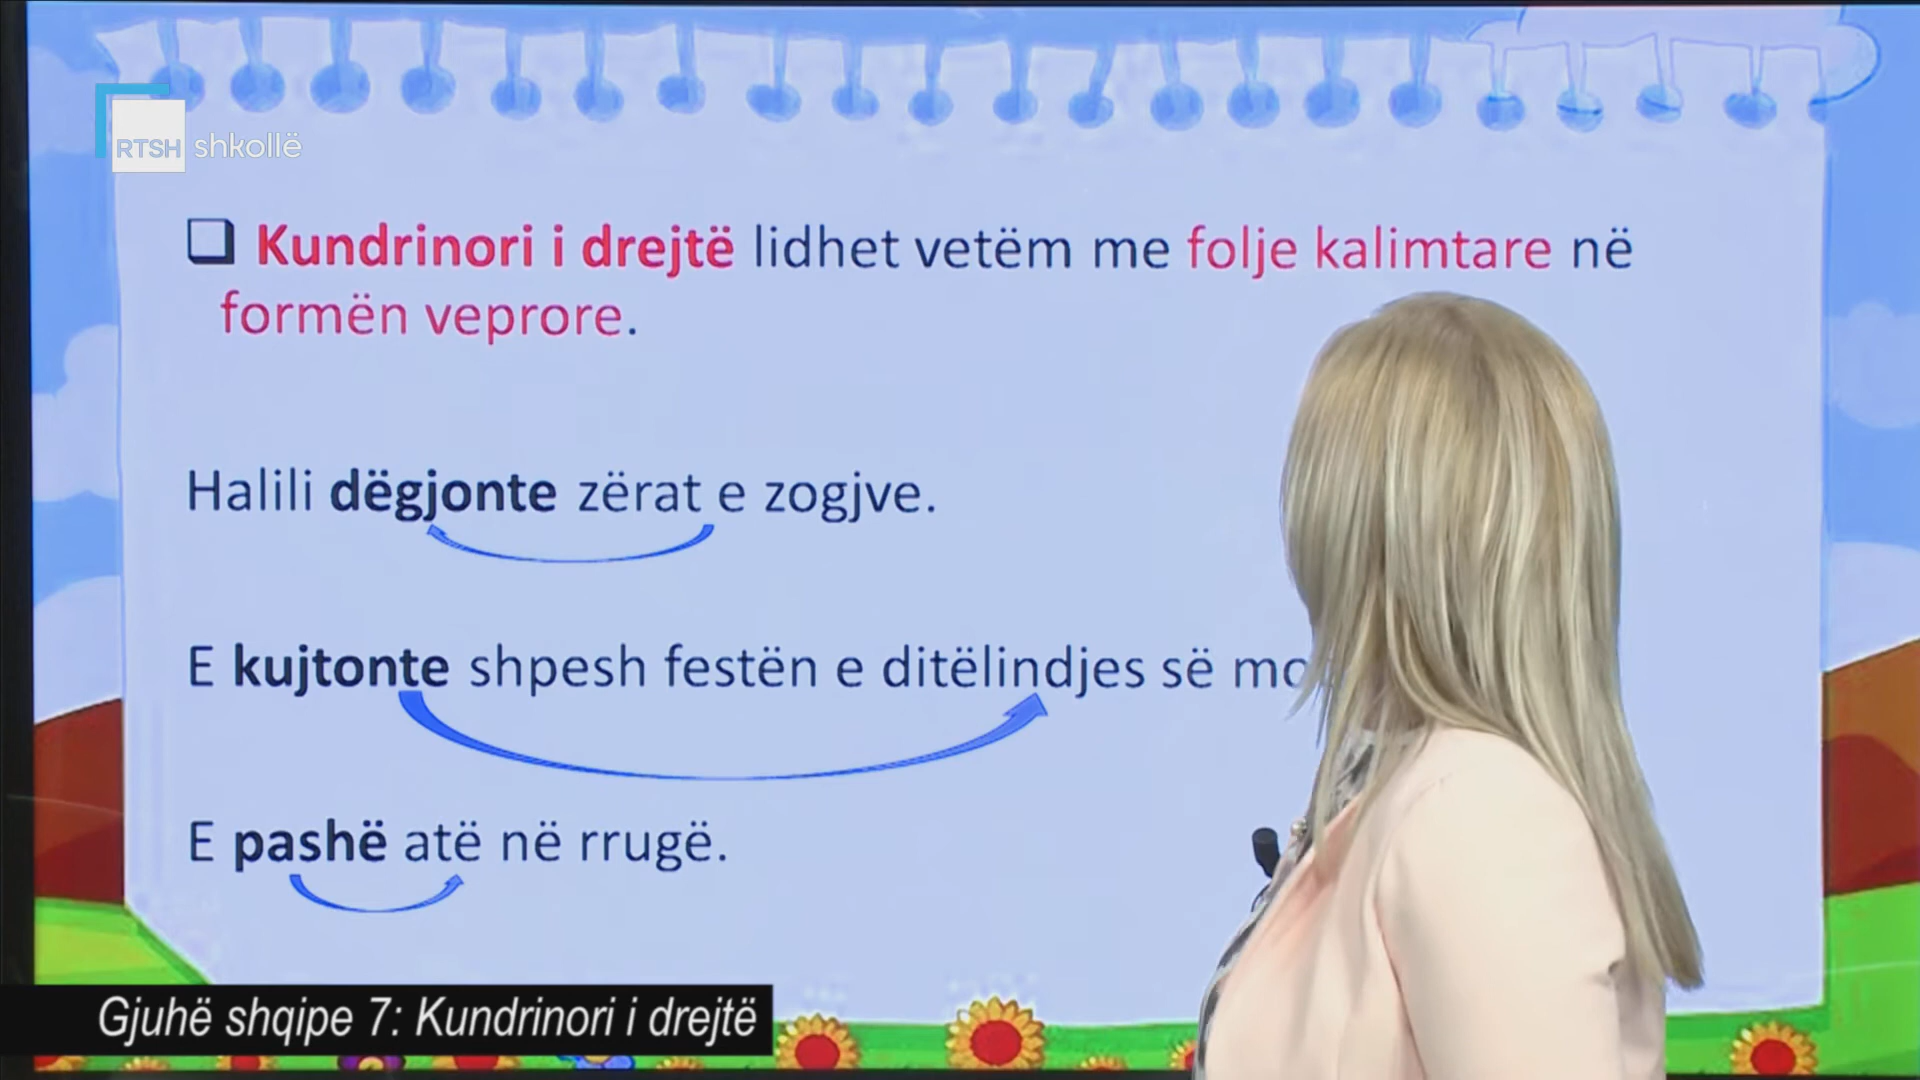 RTSH shkollë
Kundrinori i drejtë lidhet vetëm me folje kalimtare në
formën veprore.
Halili dëgjonte zërat e zogjve.
E kujtonte shpesh festën e ditëlindjes së
E pashë atë në rrugë.
Gjuhë shqipe 7: Kundrinori i drejtë